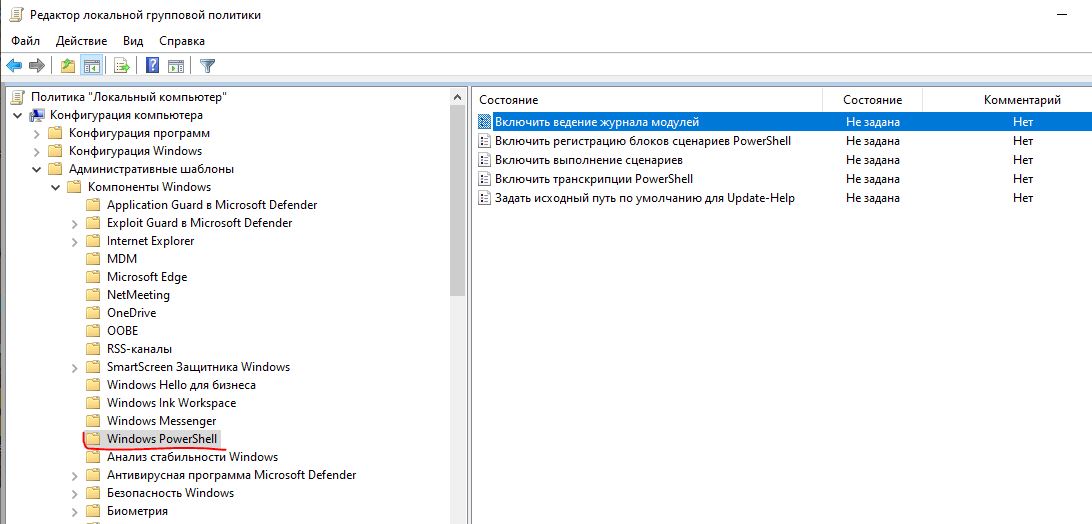 Редактор локальной групповой политики
Файл Действие Вид Справка
Политика "Локальный компьютер"
Конфигурация компьютера
Конфигурация программ
Конфигурация Windows
Административные шаблоны
Компоненты Windows
Application Guard в Microsoft Defender
Exploit Guard в Microsoft Defender
Internet Explorer
MDM
Microsoft Edge
NetMeeting
OneDrive
OOBE
RSS-каналы
SmartScreen Защитника Windows
Windows Hello для бизнеса
Windows Ink Workspace
Windows Messenger
Windows PowerShell
Анализ стабильности Windows
Антивирусная программа Microsoft Defender
Безопасность Windows
Биометрия
Состояние Состояние Комментарий
Включить ведение журнала модулей Не задана Нет
Включить регистрацию блоков сценариев PowerShell Не задана Нет
Включить выполнение сценариев Не задана Нет
Включить транскрипции PowerShell Не задана Нет
Задать исходный путь по умолчанию для Update-Help Не задана Нет